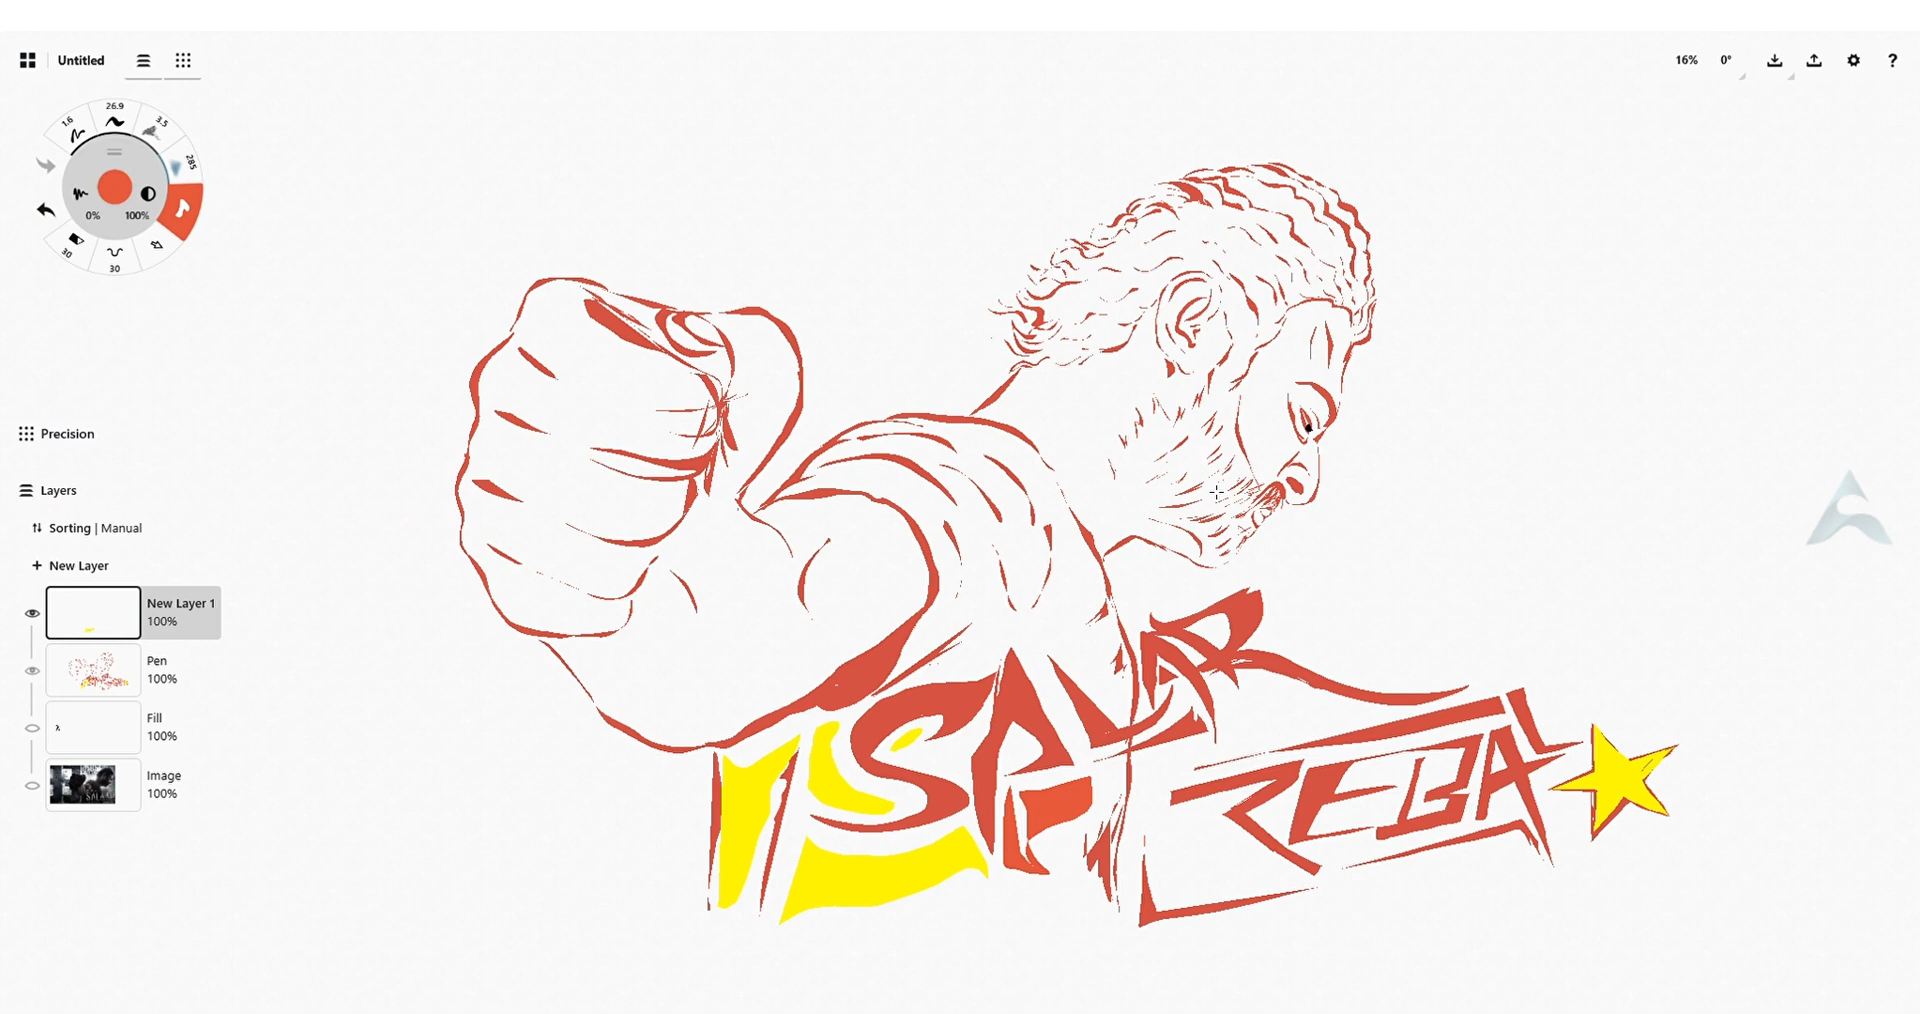 Untitled
16% 0° ?
26.9
1.6 3.5
285
0% 100%
30 30
Precision
Layers
Sorting | Manual
+ New Layer
New Layer 1
100%
Pen
100%
Fill
100%
Image
100%
REBAL